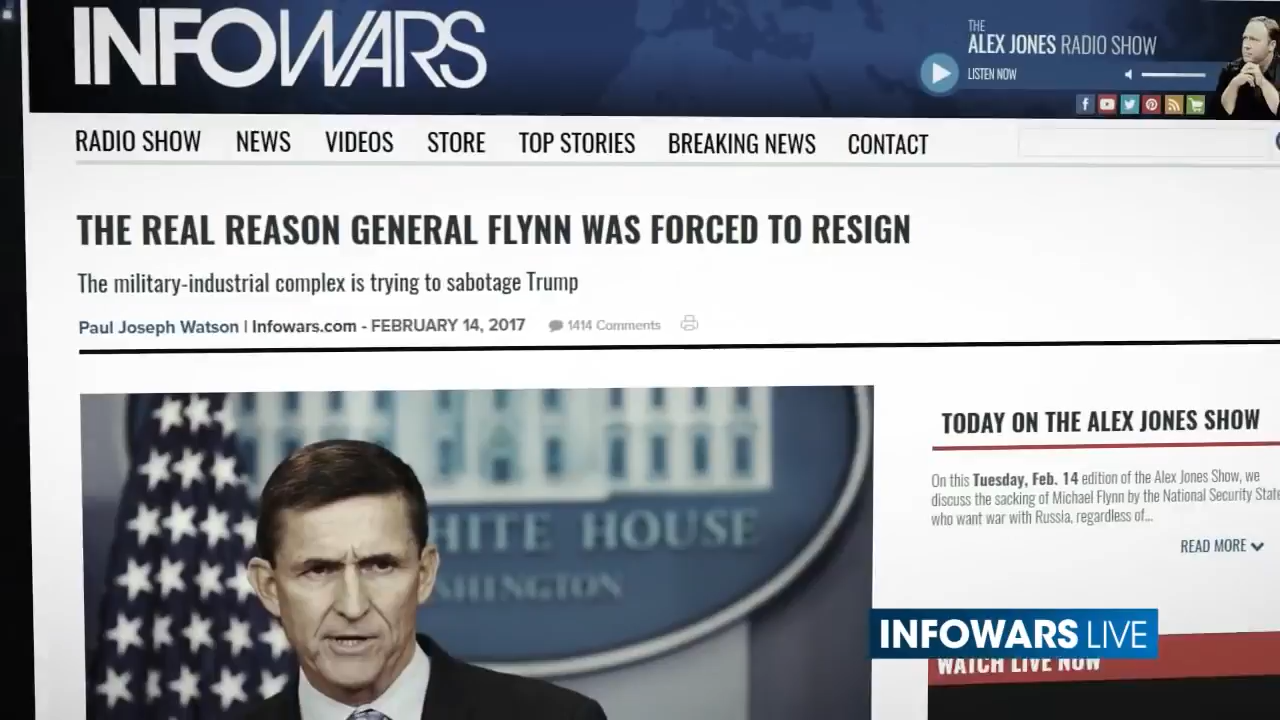 INFOWARS
THE
ALEX JONES RADIO SHOW
LISTEN NOW
RADIO SHOW NEWS VIDEOS STORE TOP STORIES BREAKING NEWS CONTACT
THE REAL REASON GENERAL FLYNN WAS FORCED TO RESIGN
The military-industrial complex is trying to sabotage Trump
Paul Joseph Watson | Infowars.com - FEBRUARY 14, 2017 1414 Comments
HITE HOUSE
SHINGTON
TODAY ON THE ALEX JONES SHOW
On this Tuesday, Feb. 14 edition of the Alex Jones Show, we
discuss the sacking of Michael Flynn by the National Security State
who want war with Russia, regardless of...
READ MORE
INFOWARS LIVE
WATCH LIVE NOW